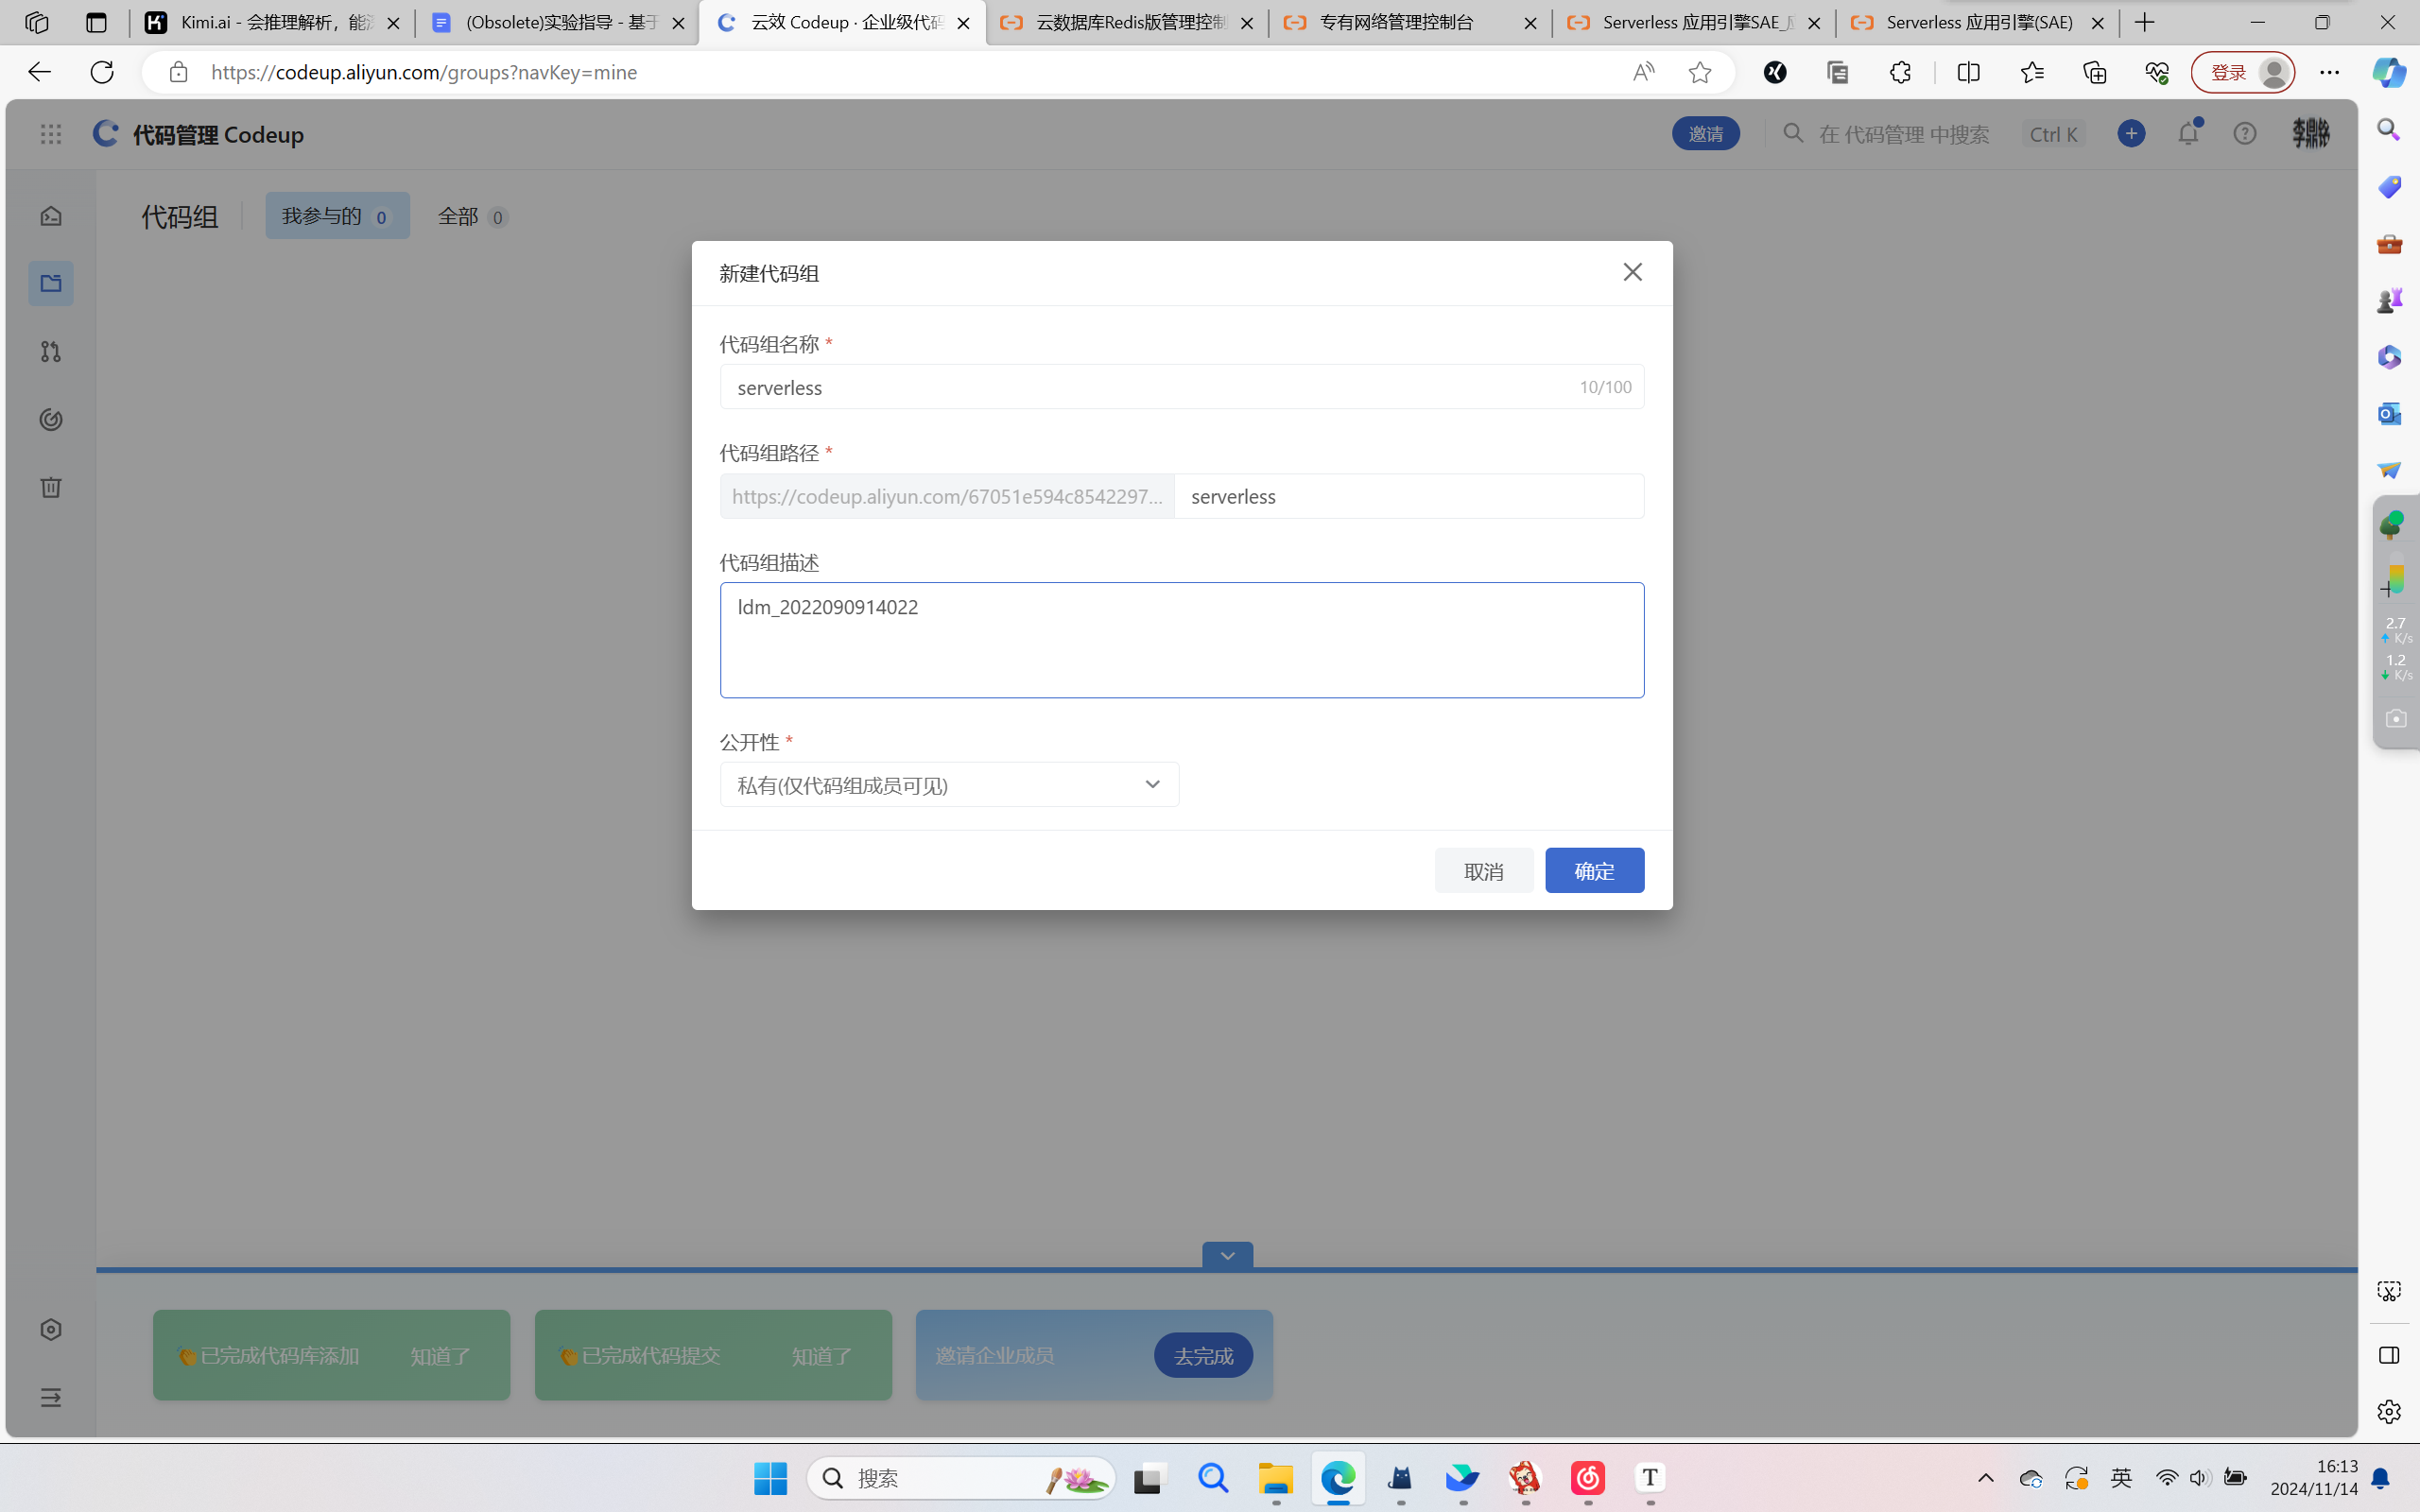 Kimi.ai - 会推理解析，能
(Obsolete)实验指导 - 基于
云效 Codeup · 企业级代码
云数据库Redis版管理控制
专有网络管理控制台
Serverless 应用引擎SAE_
Serverless 应用引擎(SAE)
https://codeup.aliyun.com/groups?navKey=mine
登录
代码管理 Codeup
邀请
在 代码管理 中搜索
Ctrl K
李鼎铭
代码组
我参与的 0
全部 0
新建代码组
代码组名称 *
serverless
10/100
代码组路径 *
https://codeup.aliyun.com/67051e594c8542297...
serverless
代码组描述
ldm_2022090914022
公开性 *
私有(仅代码组成员可见)
取消
确定
2.7
K/s
1.2
K/s
已完成代码库添加
知道了
已完成代码提交
知道了
邀请企业成员
去完成
搜索
英
16:13
2024/11/14